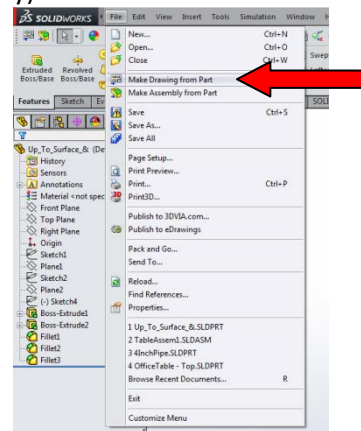 SOLIDWORKS
File Edit View Insert Tools Simulation Window
New... Ctrl+N
Open... Ctrl+O
Close Ctrl+W
Make Drawing from Part
Make Assembly from Part
Save Ctrl+S
Save As...
Save All
Page Setup...
Print Preview...
Print... Ctrl+P
Print3D...
Publish to 3DVIA.com...
Publish to eDrawings
Pack and Go...
Send To...
Reload...
Find References...
Properties...
1 Up_To_Surface_&.SLDPRT
2 TableAssem1.SLDASM
3 4InchPipe.SLDPRT
4 OfficeTable - Top.SLDPRT
Browse Recent Documents... R
Exit
Customize Menu
Extruded Boss/Base
Revolved Boss/Base
Swep
Features Sketch Ev
SOLI
Up_To_Surface_& (De
History
Sensors
Annotations
Material <not spec
Front Plane
Top Plane
Right Plane
Origin
Sketch1
Plane1
Sketch2
Plane2
(-) Sketch4
Boss-Extrude1
Boss-Extrude2
Fillet1
Fillet2
Fillet3